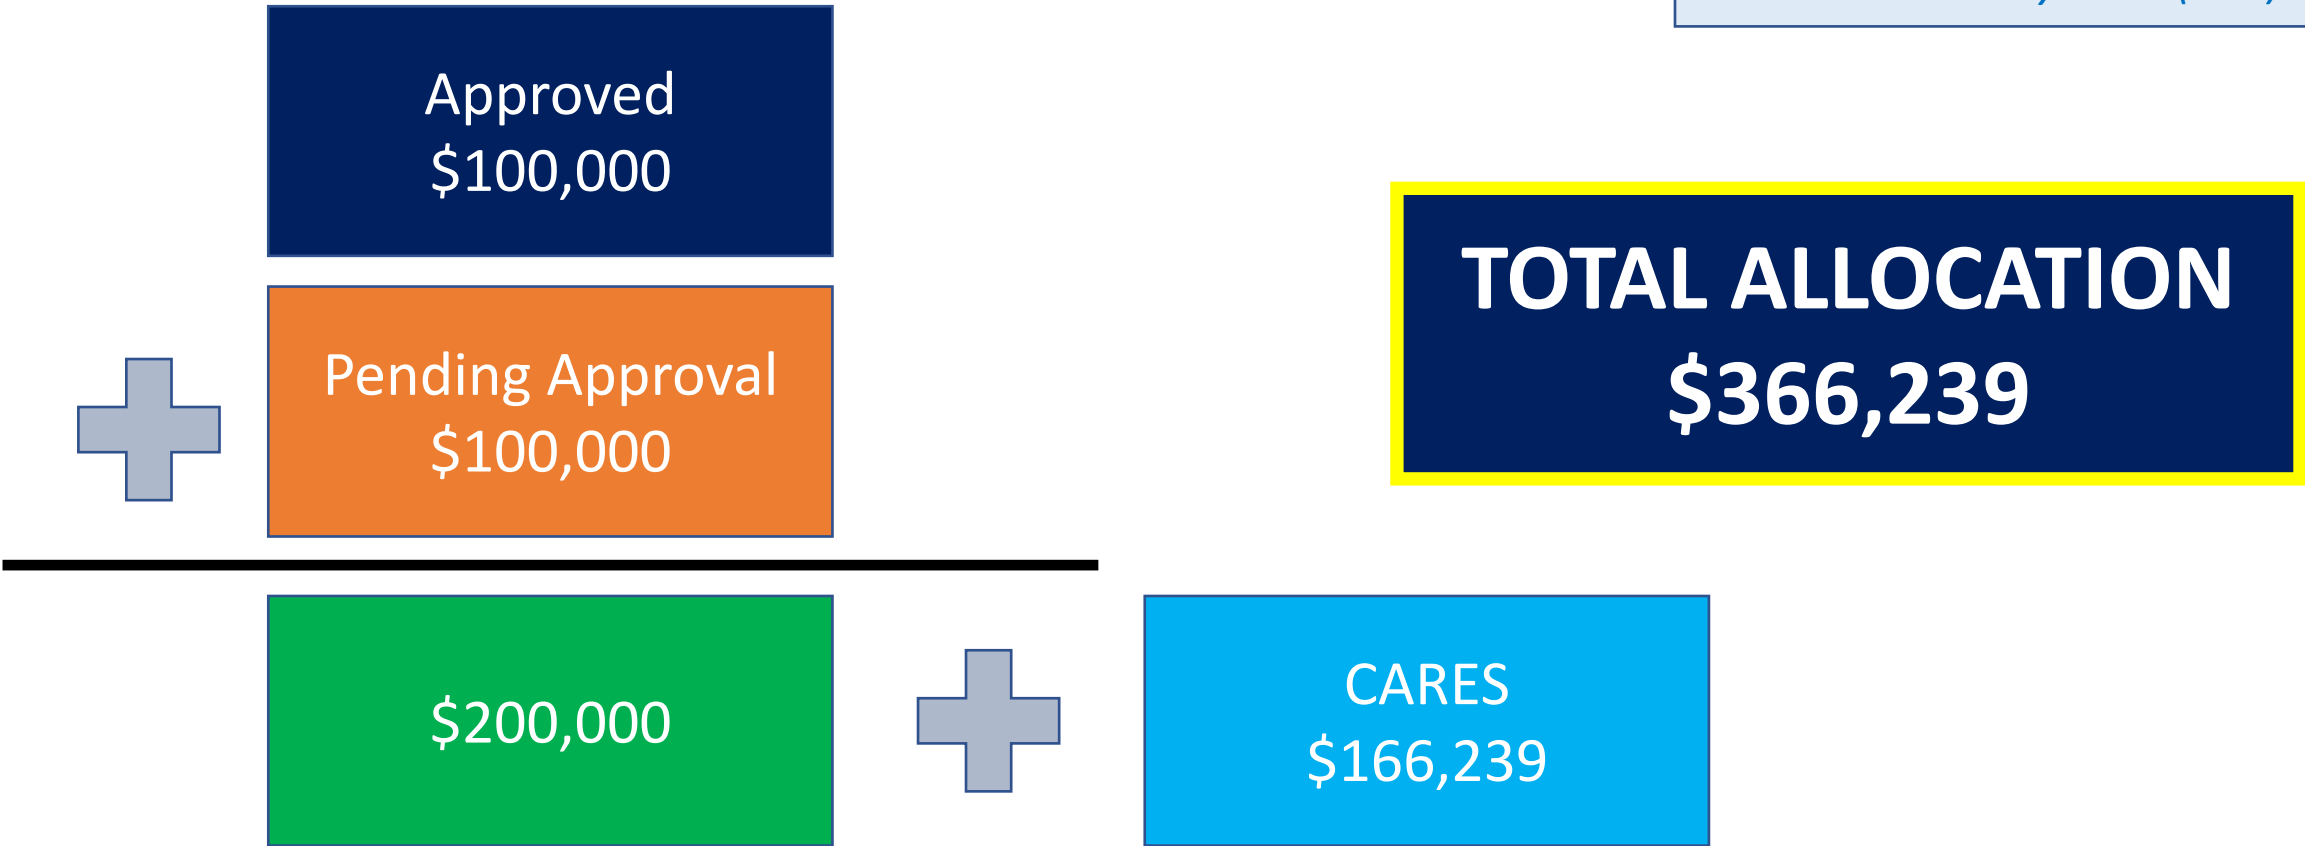 Approved
$100,000
TOTAL ALLOCATION
$366,239
Pending Approval
$100,000
$200,000
CARES
$166,239